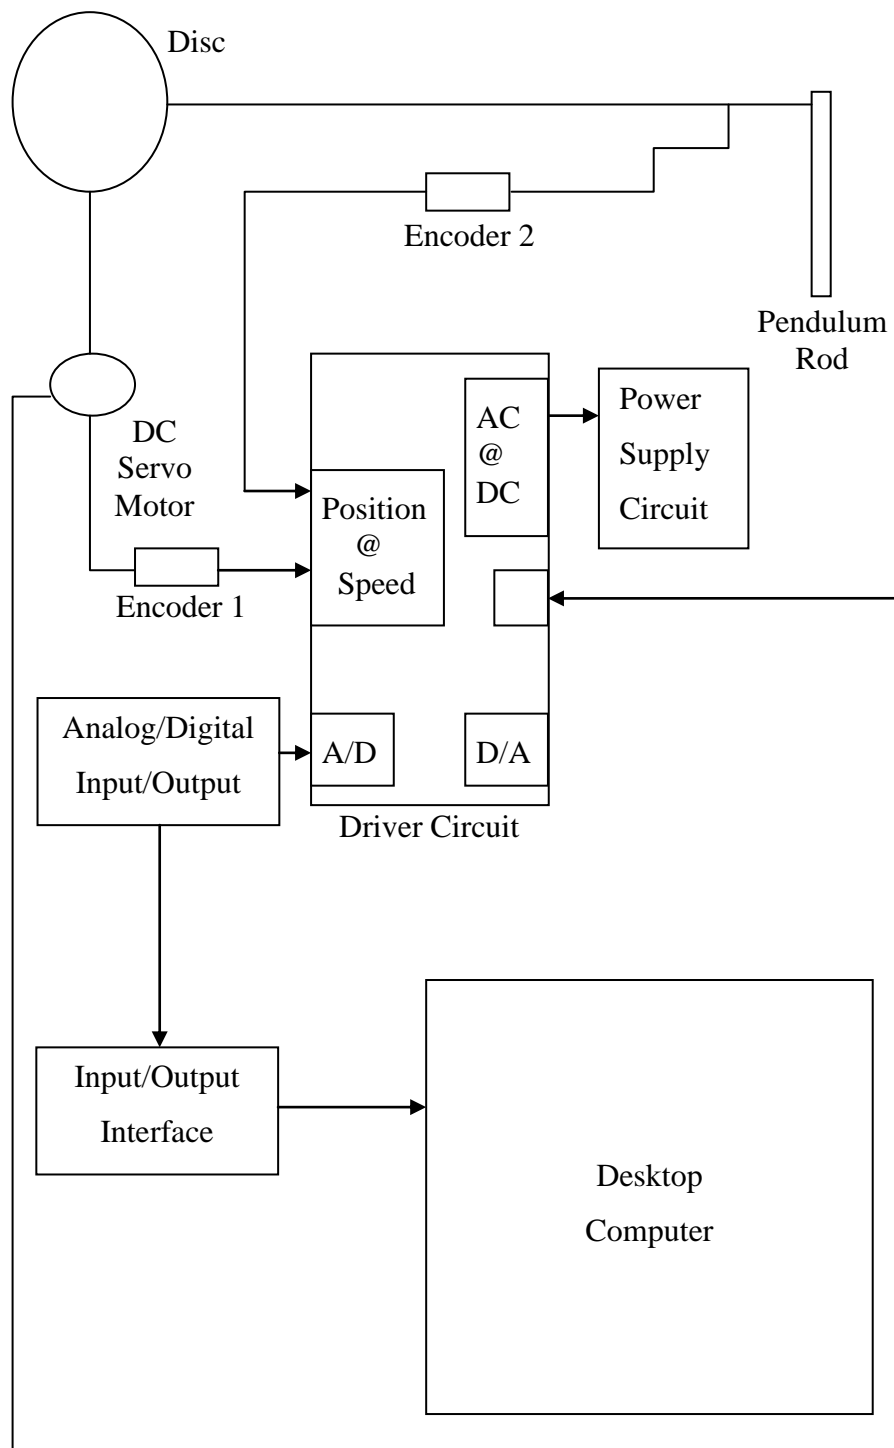 Disc
Encoder 2
Pendulum
Rod
DC
Servo
Motor
AC
@
DC
Power
Supply
Circuit
Position
@
Speed
Encoder 1
Analog/Digital
Input/Output
A/D
D/A
Driver Circuit
Input/Output
Interface
Desktop
Computer